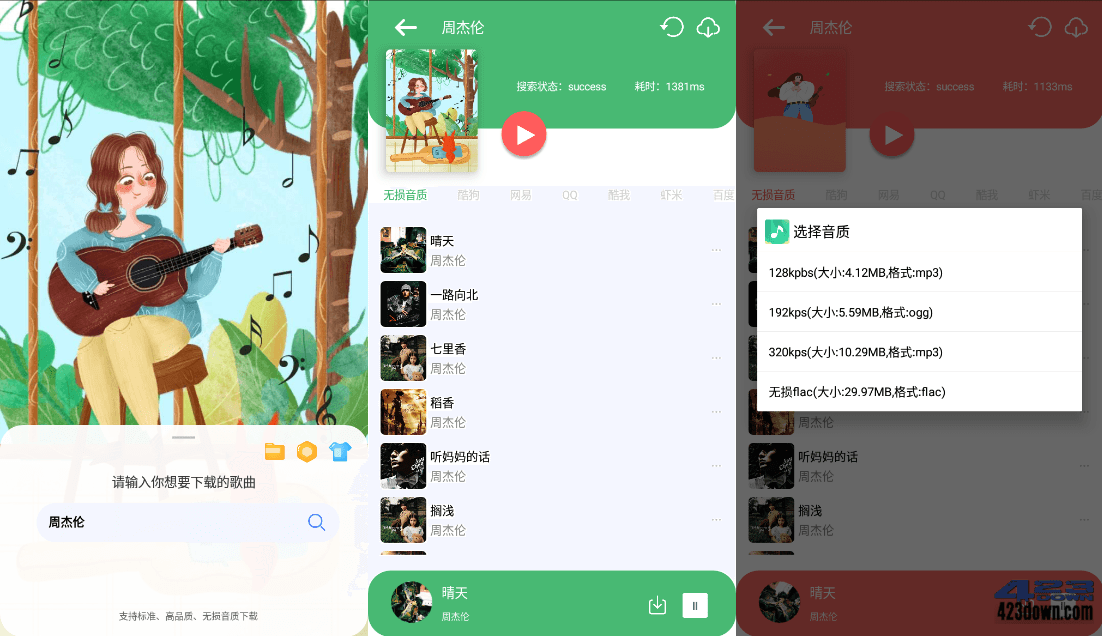 请输入你想要下载的歌曲
周杰伦
支持标准、高品质、无损音质下载
周杰伦
搜索状态：success 耗时：1381ms
无损音质 酷狗 网易 QQ 酷我 虾米 百度
晴天
周杰伦
一路向北
周杰伦
七里香
周杰伦
稻香
周杰伦
听妈妈的话
周杰伦
搁浅
周杰伦
晴天
周杰伦
周杰伦
搜索状态：success 耗时：1133ms
无损音质 酷狗 网易 QQ 酷我 虾米 百度
选择音质
128kpbs(大小:4.12MB,格式:mp3)
192kps(大小:5.59MB,格式:ogg)
320kps(大小:10.29MB,格式:mp3)
无损flac(大小:29.97MB,格式:flac)
周杰伦
听妈妈的话
周杰伦
搁浅
周杰伦
晴天
周杰伦
423down.com